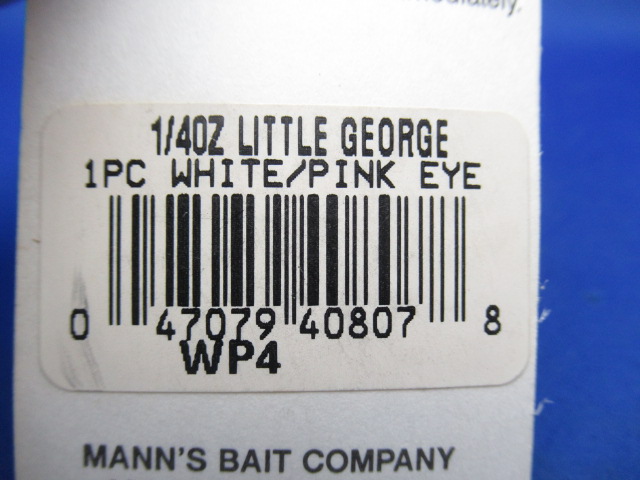 1/4OZ LITTLE GEORGE
1PC WHITE/PINK EYE
0 47079 40807 8
WP4
MANN'S BAIT COMPANY